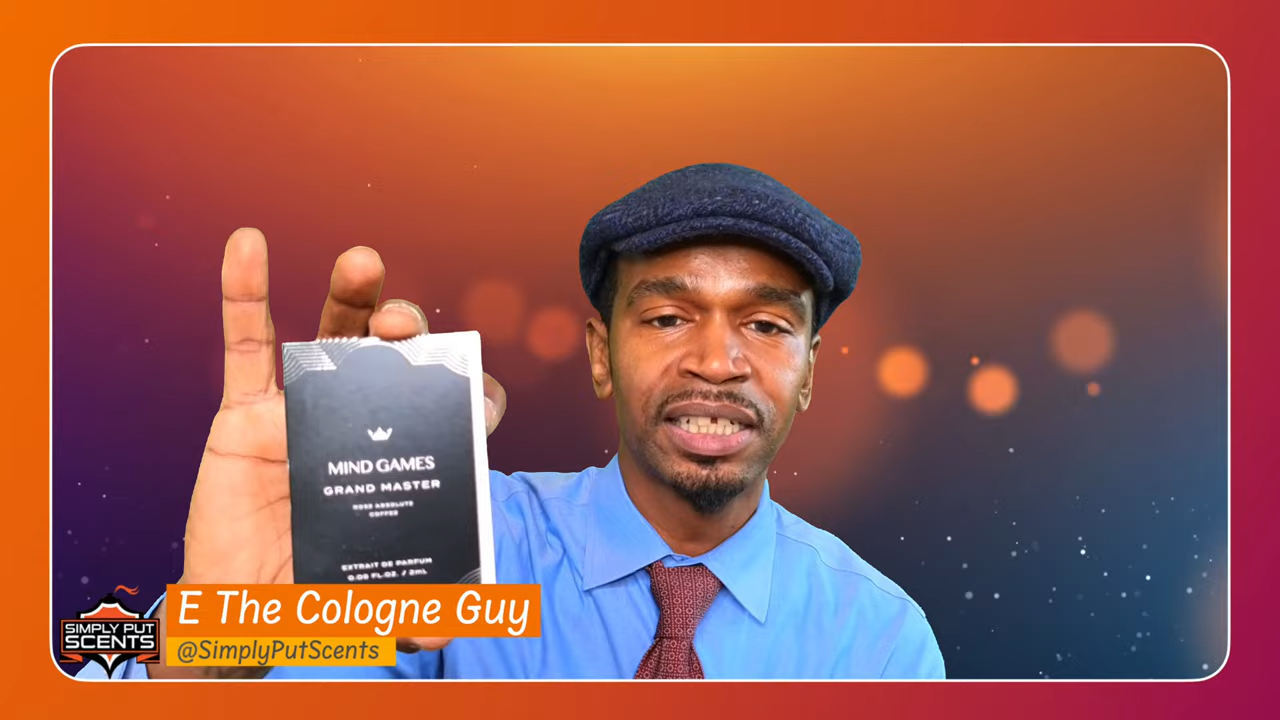 MIND GAMES
GRAND MASTER
ROSE ABSOLUTE
COFFEE
EXTRAIT DE PARFUM
0.08 FL.OZ. / 2ML
E The Cologne Guy
@SimplyPutScents
SIMPLY PUT
SCENTS